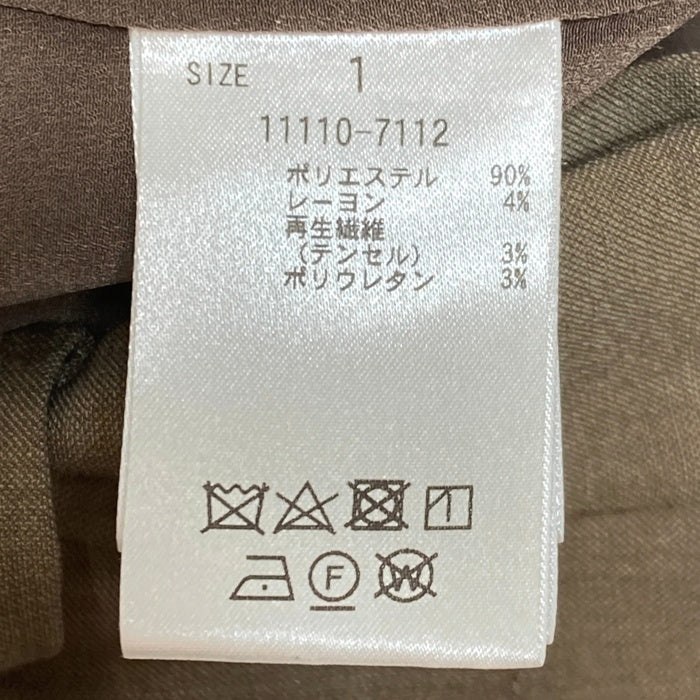 SIZE 1
11110-7112
ポリエステル 90%
レーヨン 4%
再生繊維
(テンセル) 3%
ポリウレタン 3%
F W